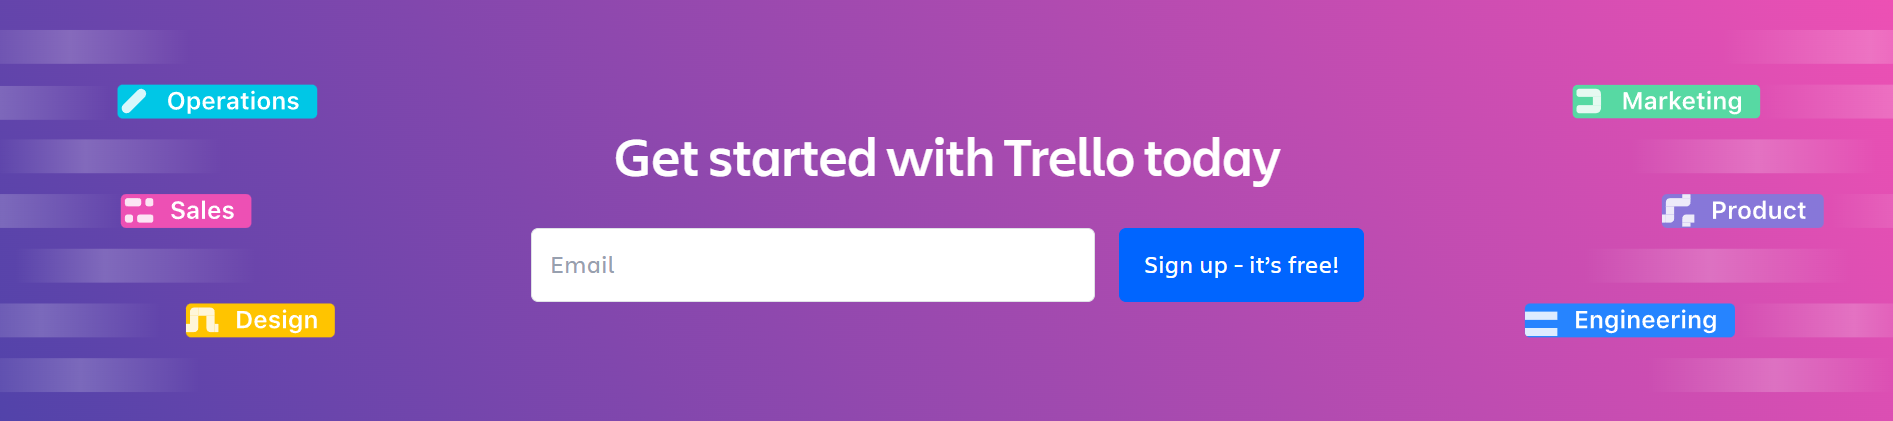 Operations
Marketing
Get started with Trello today
Sales
Product
Email
Sign up - it’s free!
Design
Engineering